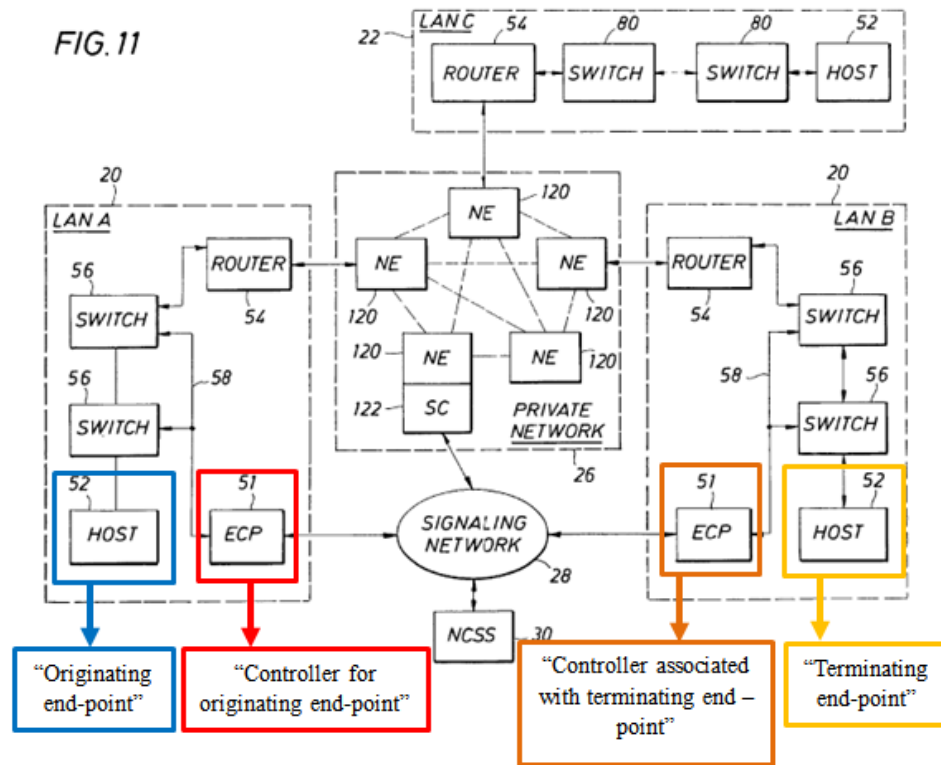 FIG. 11
22
LAN C
54
80
80
52
ROUTER
SWITCH
SWITCH
HOST
20
LAN A
56
SWITCH
ROUTER
54
56
58
SWITCH
52
HOST
51
ECP
120
NE
NE
120
NE
120
120
NE
NE
120
122
SC
PRIVATE
NETWORK
26
SIGNALING
NETWORK
28
NCSS
30
20
LAN B
ROUTER
54
56
SWITCH
58
56
SWITCH
51
ECP
52
HOST
“Originating
end-point”
“Controller for
originating end-point”
“Controller associated
with terminating end –
point”
“Terminating
end-point”